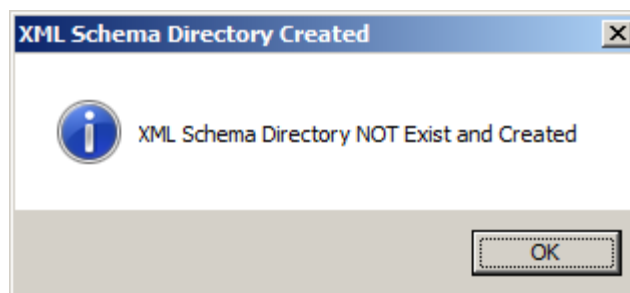 XML Schema Directory Created
XML Schema Directory NOT Exist and Created
OK